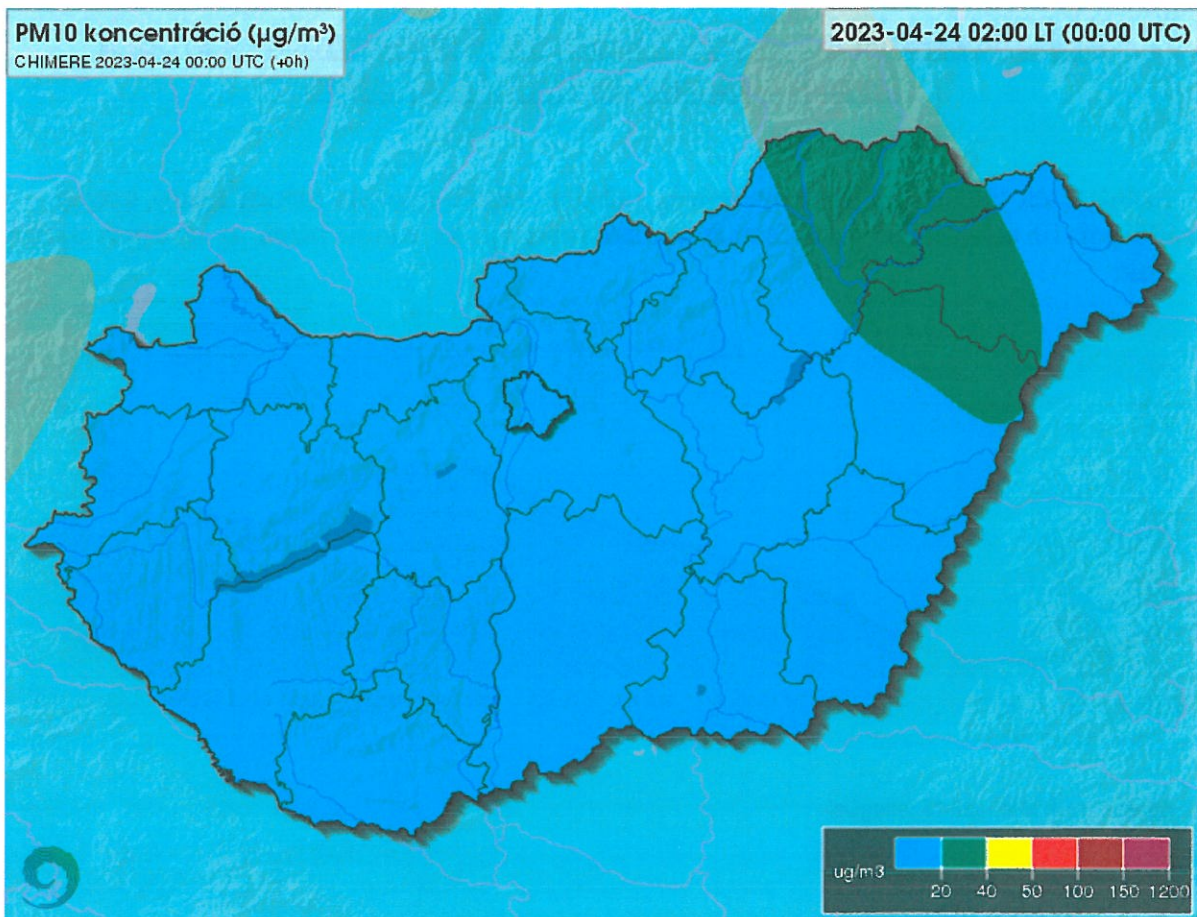 PM10 koncentráció (µg/m³)
CHIMERE 2023-04-24 00:00 UTC (+0h)
2023-04-24 02:00 LT (00:00 UTC)
ug/m3
20 40 50 100 150 1200